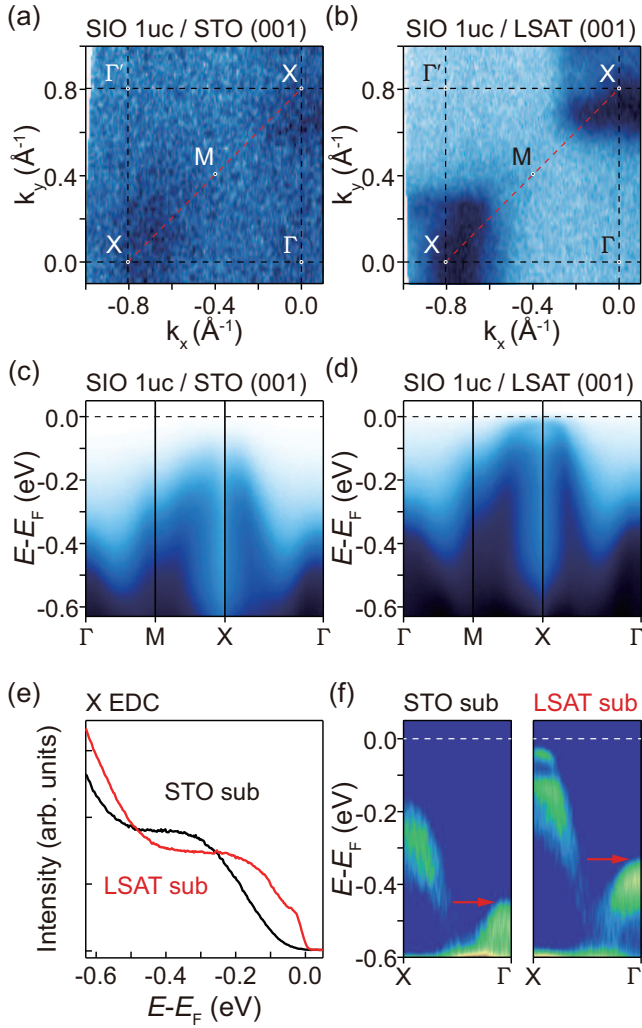 (a) SIO 1uc / STO (001)
Γ′
X
M
X
Γ
0.8
0.4
0.0
k_y (Å⁻¹)
-0.8 -0.4 0.0
k_x (Å⁻¹)
(b) SIO 1uc / LSAT (001)
Γ′
X
M
X
Γ
0.8
0.4
0.0
k_y (Å⁻¹)
-0.8 -0.4 0.0
k_x (Å⁻¹)
(c) SIO 1uc / STO (001)
0.0
-0.2
-0.4
-0.6
E-E_F (eV)
Γ M X Γ
(d) SIO 1uc / LSAT (001)
0.0
-0.2
-0.4
-0.6
E-E_F (eV)
Γ M X Γ
(e) X EDC
Intensity (arb. units)
STO sub
LSAT sub
-0.6 -0.4 -0.2 0.0
E-E_F (eV)
(f) STO sub LSAT sub
0.0
-0.2
-0.4
-0.6
E-E_F (eV)
X Γ X Γ